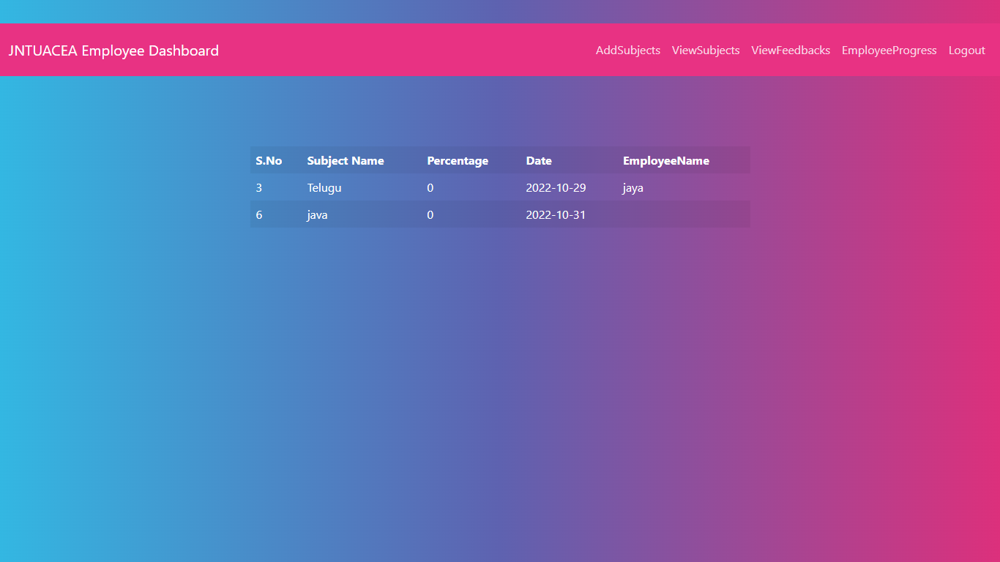 JNTUACEA Employee Dashboard AddSubjects ViewSubjects ViewFeedbacks EmployeeProgress Logout
S.No Subject Name Percentage Date EmployeeName
3 Telugu 0 2022-10-29 jaya
6 java 0 2022-10-31